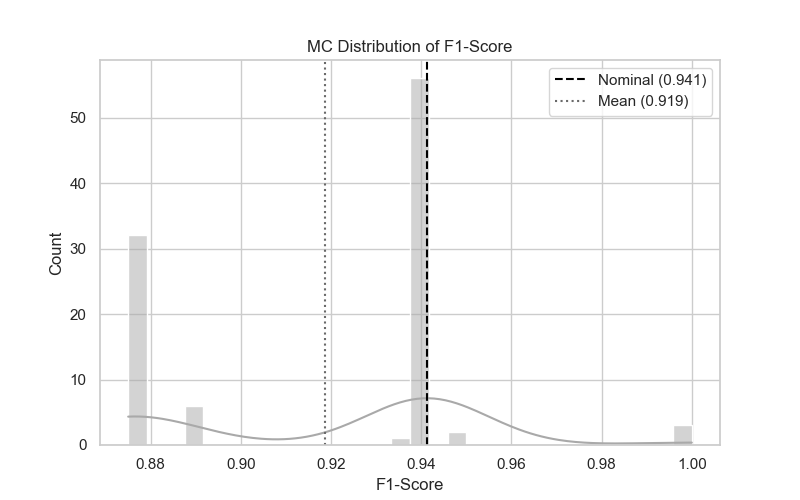 MC Distribution of F1-Score
Nominal (0.941)
Mean (0.919)
Count
50
40
30
20
10
0
0.88 0.90 0.92 0.94 0.96 0.98 1.00
F1-Score